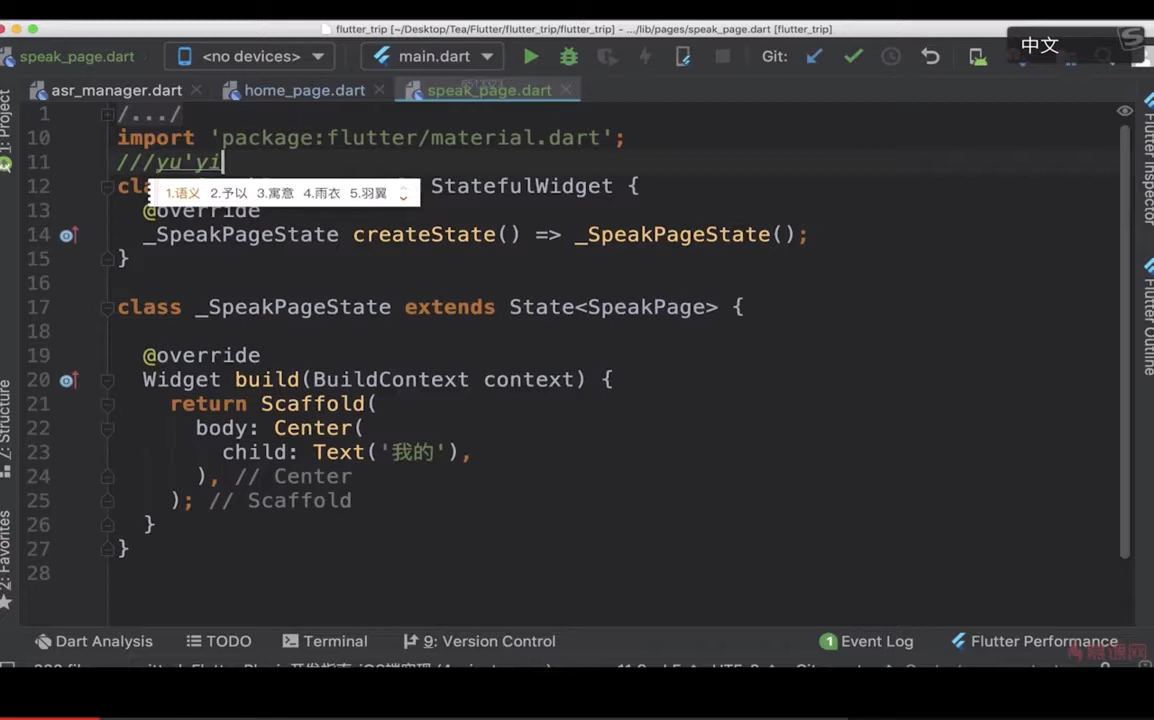 flutter_trip [~/Desktop/Tea/Flutter/flutter_trip/flutter_trip] - .../lib/pages/speak_page.dart [flutter_trip]
中文
speak_page.dart <no devices> main.dart Git:
asr_manager.dart home_page.dart speak_page.dart
1: Project
Flutter Inspector
Flutter Outline
Z: Structure
2: Favorites
1 /.../
10 import 'package:flutter/material.dart';
11 ///yu'yi
1.语义 2.予以 3.寓意 4.雨衣 5.羽翼
12 cl StatefulWidget {
13 @override
14 _SpeakPageState createState() => _SpeakPageState();
15 }
16
17 class _SpeakPageState extends State<SpeakPage> {
18
19 @override
20 Widget build(BuildContext context) {
21 return Scaffold(
22 body: Center(
23 child: Text('我的'),
24 ), // Center
25 ); // Scaffold
26 }
27 }
28
Dart Analysis TODO Terminal 9: Version Control 1 Event Log Flutter Performance
慕课网